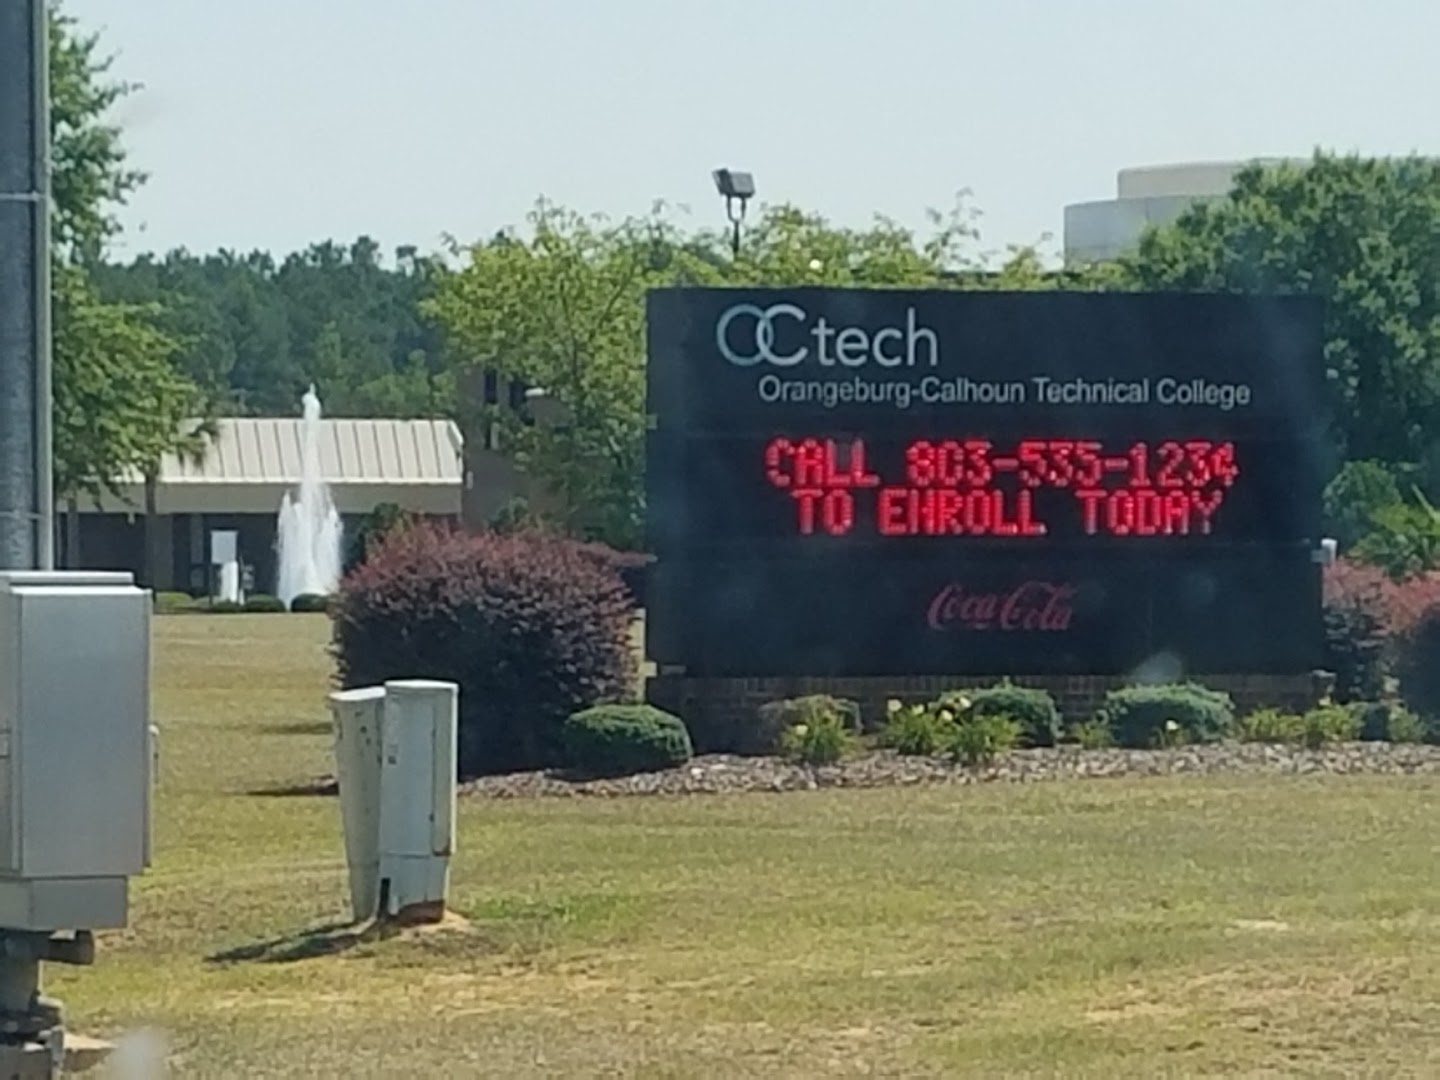 OCtech
Orangeburg-Calhoun Technical College
CALL 803-535-1234
TO ENROLL TODAY
Coca-Cola